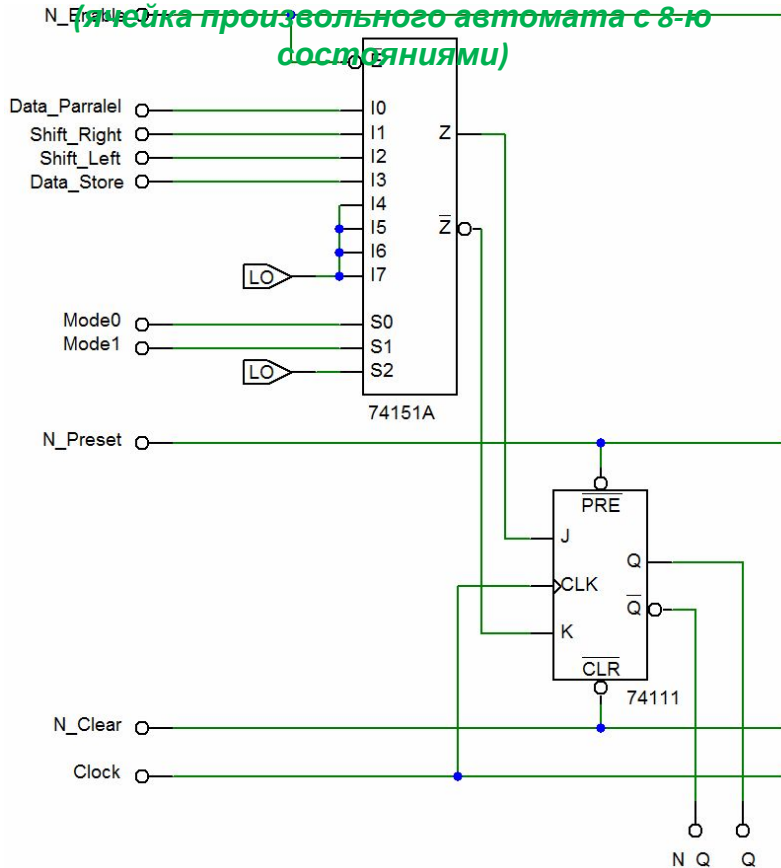 N_Enable
(ячейка произвольного автомата с 8-ю
состояниями)
E
Data_Parralel
I0
Shift_Right
I1
Z
Shift_Left
I2
Data_Store
I3
I4
I5
Z
I6
LO
I7
Mode0
S0
Mode1
S1
LO
S2
74151A
N_Preset
PRE
J
Q
CLK
Q
K
CLR
74111
N_Clear
Clock
N Q Q